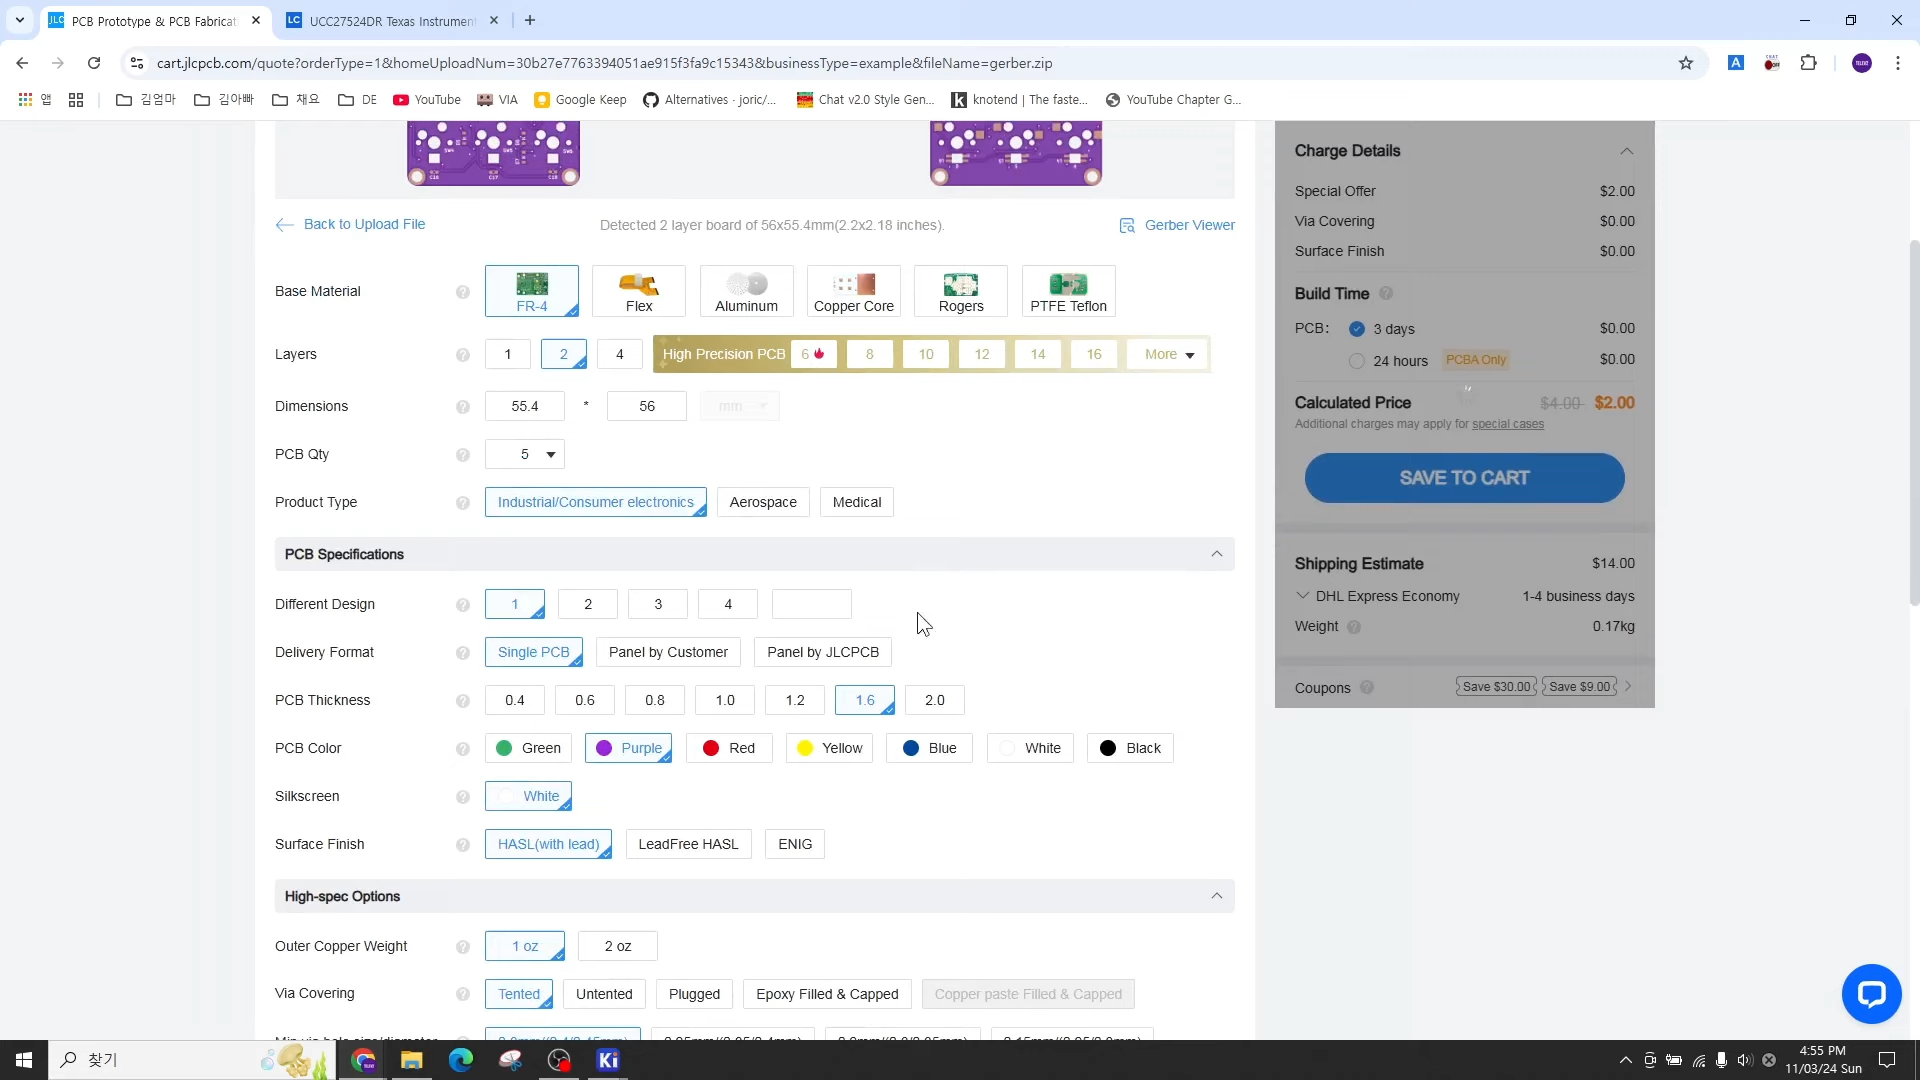 PCB Prototype & PCB Fabricat
UCC27524DR Texas Instrument
cart.jlcpcb.com/quote?orderType=1&homeUploadNum=30b27e7763394051ae915f3fa9c15343&businessType=example&fileName=gerber.zip
앱 김엄마 김아빠 채요 DE YouTube VIA Google Keep Alternatives · joric/... Chat v2.0 Style Gen... knotend | The faste... YouTube Chapter G...
Back to Upload File
Detected 2 layer board of 56x55.4mm(2.2x2.18 inches).
Gerber Viewer
Base Material FR-4 Flex Aluminum Copper Core Rogers PTFE Teflon
Layers 1 2 4 High Precision PCB 6 8 10 12 14 16 More
Dimensions 55.4 * 56 mm
PCB Qty 5
Product Type Industrial/Consumer electronics Aerospace Medical
PCB Specifications
Different Design 1 2 3 4
Delivery Format Single PCB Panel by Customer Panel by JLCPCB
PCB Thickness 0.4 0.6 0.8 1.0 1.2 1.6 2.0
PCB Color Green Purple Red Yellow Blue White Black
Silkscreen White
Surface Finish HASL(with lead) LeadFree HASL ENIG
High-spec Options
Outer Copper Weight 1 oz 2 oz
Via Covering Tented Untented Plugged Epoxy Filled & Capped Copper paste Filled & Capped
Charge Details
Special Offer $2.00
Via Covering $0.00
Surface Finish $0.00
Build Time
PCB: 3 days $0.00
24 hours PCBA Only $0.00
Calculated Price $4.00 $2.00
Additional charges may apply for special cases
SAVE TO CART
Shipping Estimate $14.00
DHL Express Economy 1-4 business days
Weight 0.17kg
Coupons Save $30.00 Save $9.00
찾기
4:55 PM
11/03/24 Sun